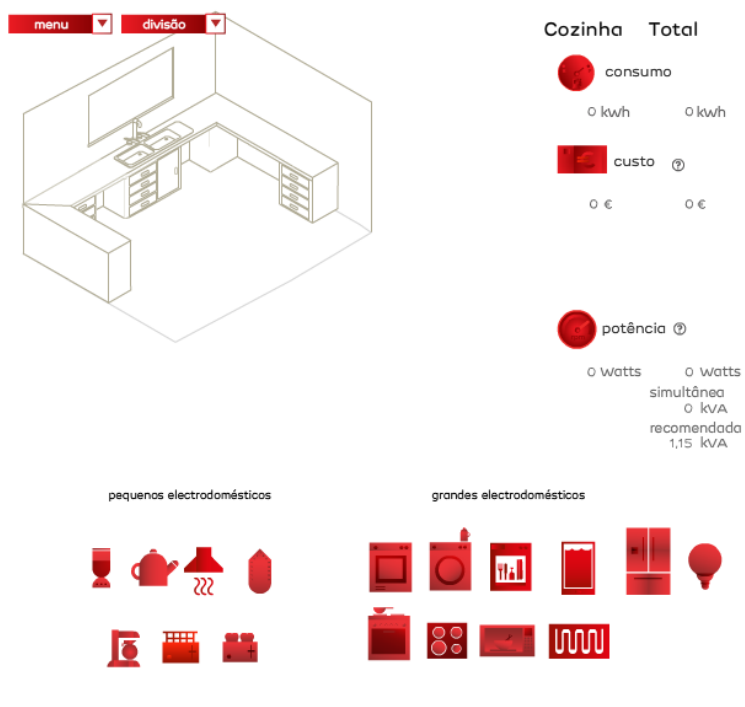 menu
divisão
Cozinha Total
consumo
0 kwh 0 kwh
custo ?
0 € 0 €
potência ?
0 Watts 0 Watts
simultânea
0 kVA
recomendada
1,15 kVA
pequenos electrodomésticos
grandes electrodomésticos